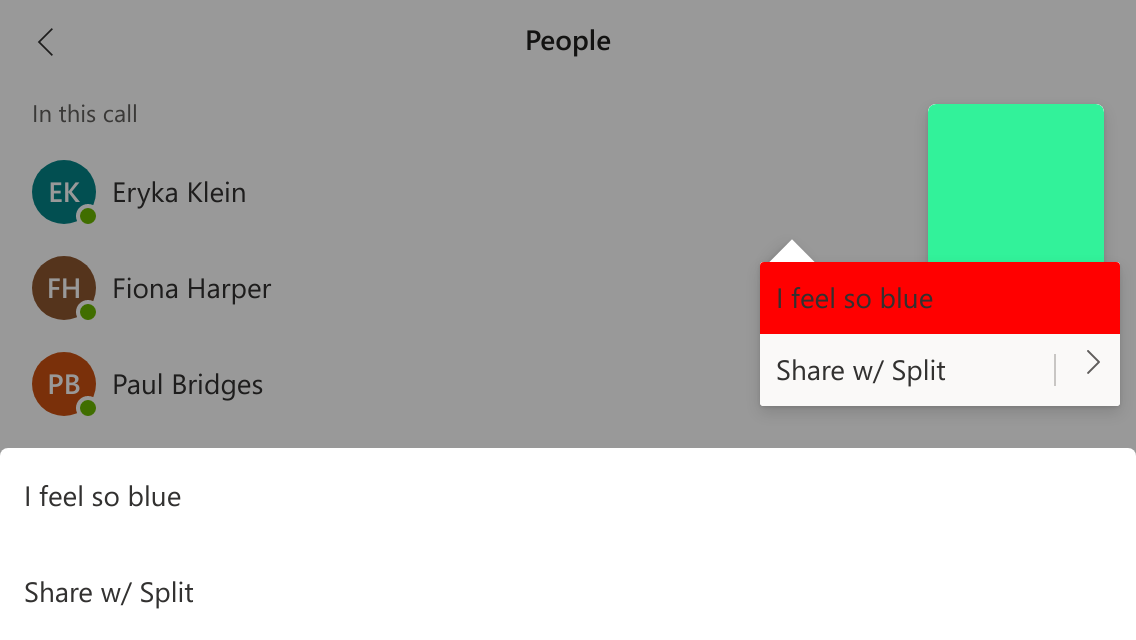 People
In this call
EK Eryka Klein
FH Fiona Harper
I feel so blue
PB Paul Bridges
Share w/ Split
I feel so blue
Share w/ Split